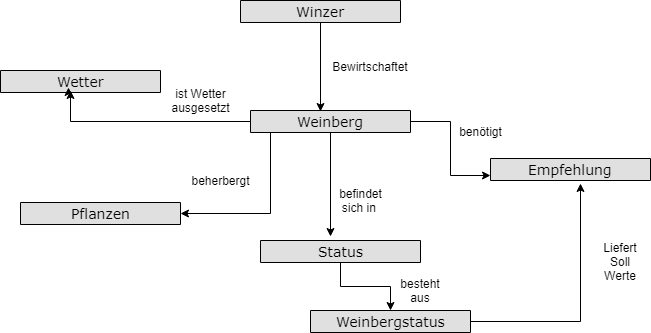 Winzer
Bewirtschaftet
Wetter
ist Wetter
ausgesetzt
Weinberg
benötigt
Empfehlung
beherbergt
befindet
sich in
Pflanzen
Status
Liefert
Soll
Werte
besteht
aus
Weinbergstatus